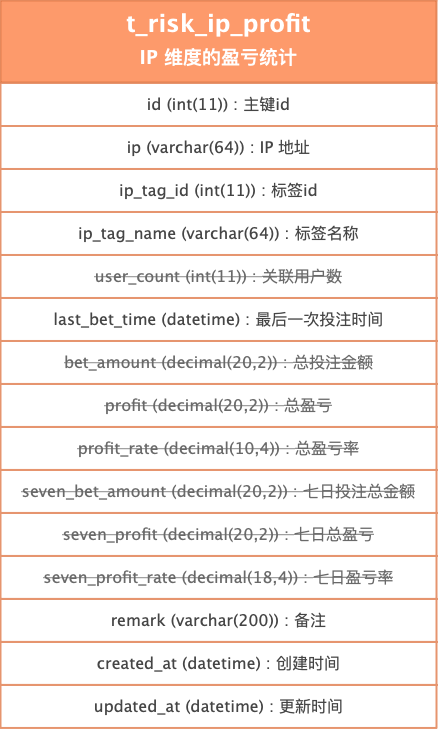 t_risk_ip_profit
IP 维度的盈亏统计
id (int(11)) : 主键id
ip (varchar(64)) : IP 地址
ip_tag_id (int(11)) : 标签id
ip_tag_name (varchar(64)) : 标签名称
user_count (int(11)) : 关联用户数
last_bet_time (datetime) : 最后一次投注时间
bet_amount (decimal(20,2)) : 总投注金额
profit (decimal(20,2)) : 总盈亏
profit_rate (decimal(10,4)) : 总盈亏率
seven_bet_amount (decimal(20,2)) : 七日投注总金额
seven_profit (decimal(20,2)) : 七日总盈亏
seven_profit_rate (decimal(18,4)) : 七日盈亏率
remark (varchar(200)) : 备注
created_at (datetime) : 创建时间
updated_at (datetime) : 更新时间